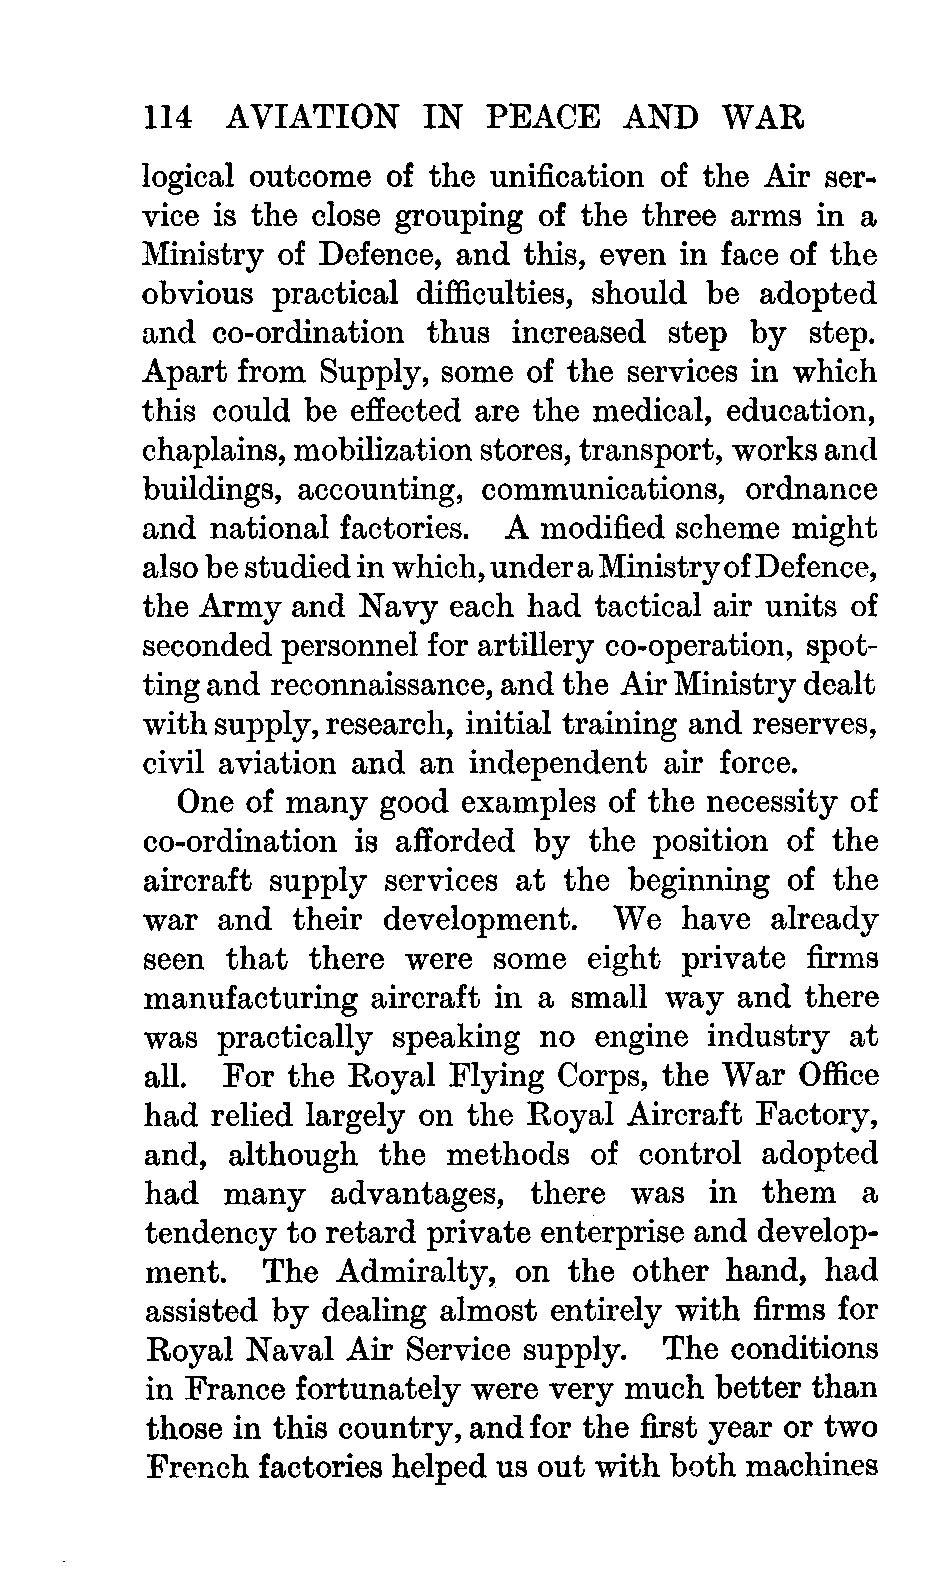 114 AVIATION IN PEACE AND WAR
logical outcome of the unification of the Air ser-
vice is the close grouping of the three arms in a
Ministry of Defence, and this, even in face of the
obvious practical difficulties, should be adopted
and co-ordination thus increased step by step.
Apart from Supply, some of the services in which
this could be effected are the medical, education,
chaplains, mobilization stores, transport, works and
buildings, accounting, communications, ordnance
and national factories. A modified scheme might
also be studied in which, under a Ministry of Defence,
the Army and Navy each had tactical air units of
seconded personnel for artillery co-operation, spot-
ting and reconnaissance, and the Air Ministry dealt
with supply, research, initial training and reserves,
civil aviation and an independent air force.
One of many good examples of the necessity of
co-ordination is afforded by the position of the
aircraft supply services at the beginning of the
war and their development. We have already
seen that there were some eight private firms
manufacturing aircraft in a small way and there
was practically speaking no engine industry at
all. For the Royal Flying Corps, the War Office
had relied largely on the Royal Aircraft Factory,
and, although the methods of control adopted
had many advantages, there was in them a
tendency to retard private enterprise and develop-
ment. The Admiralty, on the other hand, had
assisted by dealing almost entirely with firms for
Royal Naval Air Service supply. The conditions
in France fortunately were very much better than
those in this country, and for the first year or two
French factories helped us out with both machines